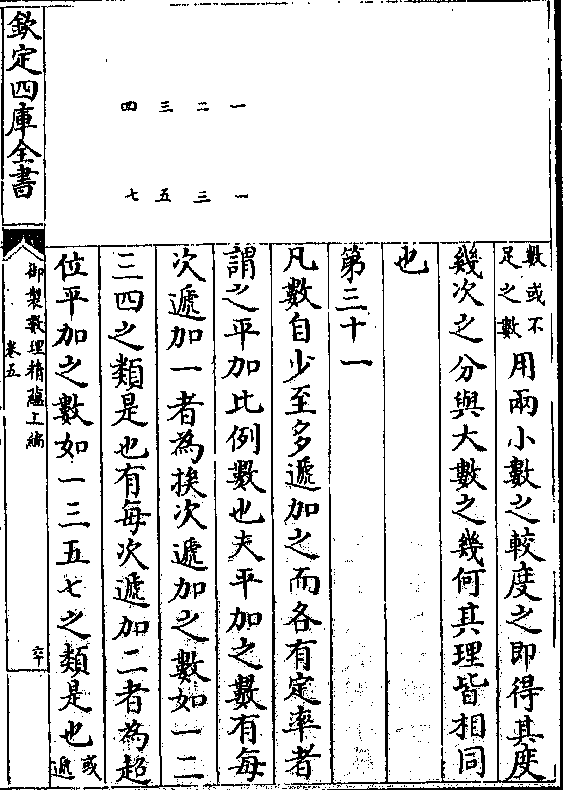 數或不足之數用兩小數之較度之即得其度
幾次之分與大數之幾何其理皆相同
也
第三十一
一二三四
一三五七
凡數自少至多遞加之而各有定率者
謂之平加比例數也夫平加之數有每
次遞加一者為挨次遞加之數如一二
三四之類是也有每次遞加二者為超
位平加之數如一三五七之類是也或遞
欽定四庫全書
御製數理精蘊上編
卷五